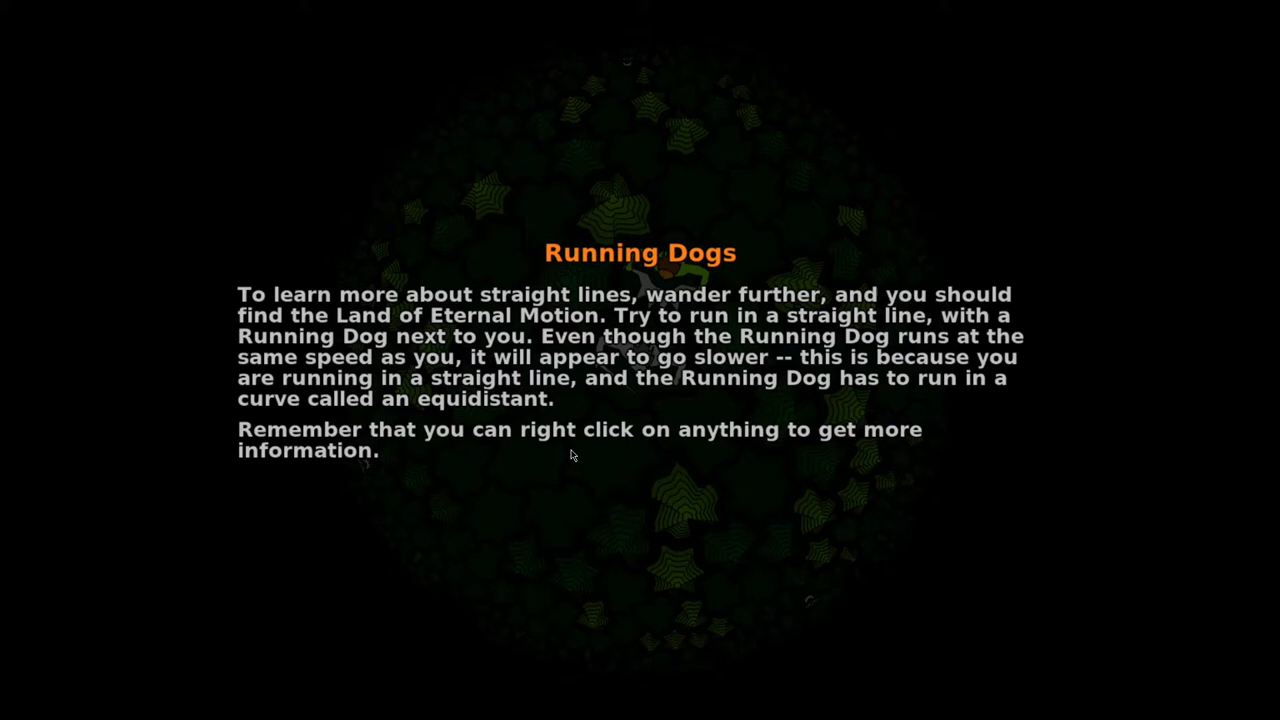 Running Dogs
To learn more about straight lines, wander further, and you should
find the Land of Eternal Motion. Try to run in a straight line, with a
Running Dog next to you. Even though the Running Dog runs at the
same speed as you, it will appear to go slower -- this is because you
are running in a straight line, and the Running Dog has to run in a
curve called an equidistant.
Remember that you can right click on anything to get more
information.